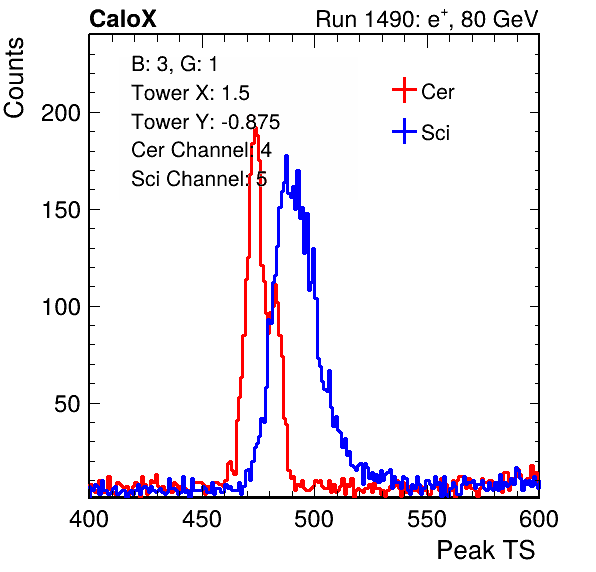 CaloX Run 1490: e⁺, 80 GeV
Counts
B: 3, G: 1
Tower X: 1.5
Tower Y: -0.875
Cer Channel: 4
Sci Channel: 5
Cer
Sci
200
150
100
50
400 450 500 550 600
Peak TS